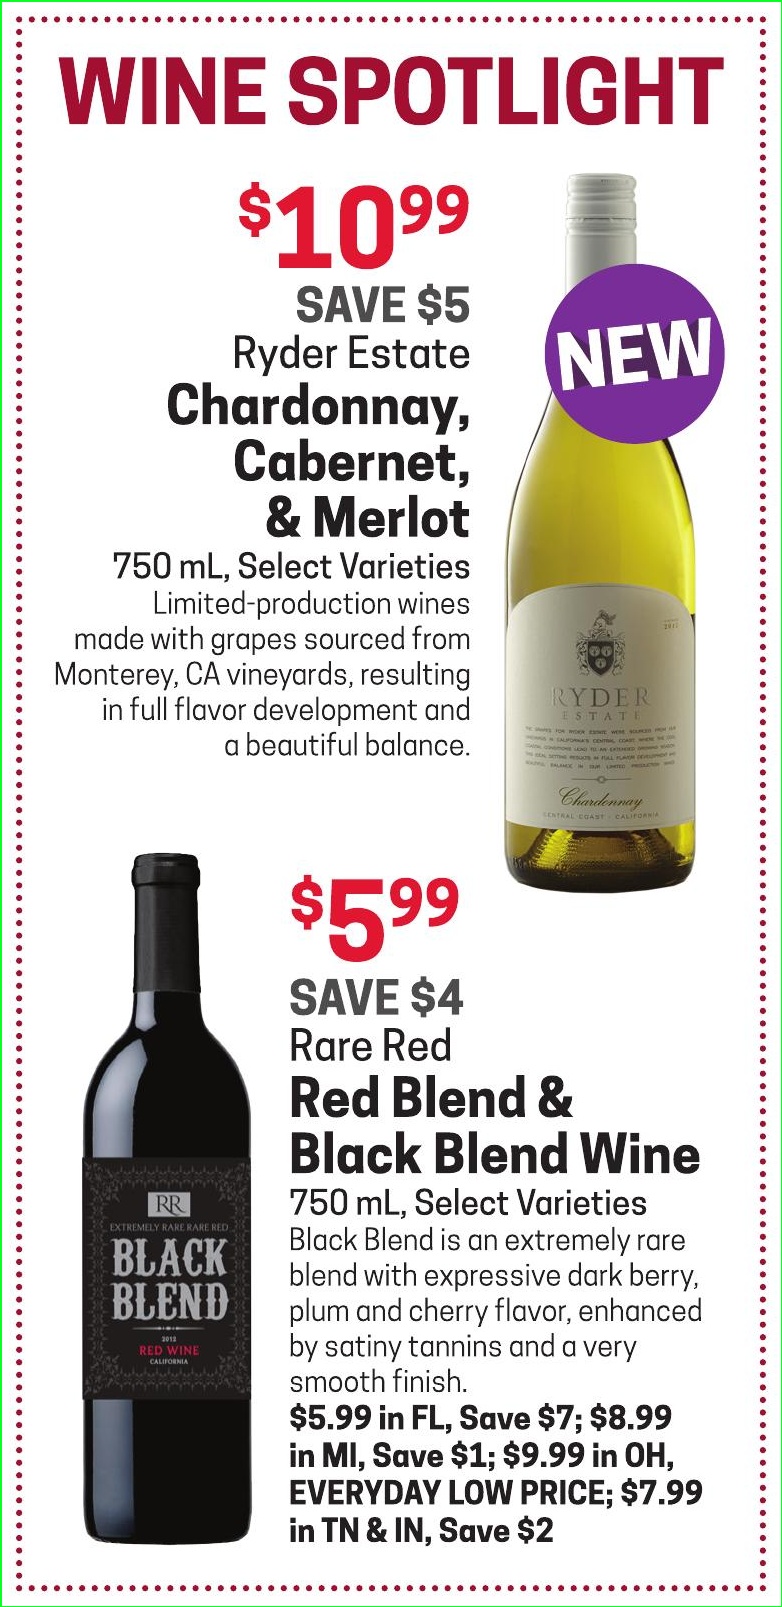 WINE SPOTLIGHT
$10.99
SAVE $5
Ryder Estate
Chardonnay,
Cabernet,
& Merlot
750 mL, Select Varieties
Limited-production wines
made with grapes sourced from
Monterey, CA vineyards, resulting
in full flavor development and
a beautiful balance.
NEW
RYDER
ESTATE
Chardonnay
CENTRAL COAST - CALIFORNIA
$5.99
SAVE $4
Rare Red
Red Blend &
Black Blend Wine
750 mL, Select Varieties
Black Blend is an extremely rare
blend with expressive dark berry,
plum and cherry flavor, enhanced
by satiny tannins and a very
smooth finish.
$5.99 in FL, Save $7; $8.99
in MI, Save $1; $9.99 in OH,
EVERYDAY LOW PRICE; $7.99
in TN & IN, Save $2
RR
EXTREMELY RARE RARE RED
BLACK
BLEND
2012
RED WINE
CALIFORNIA